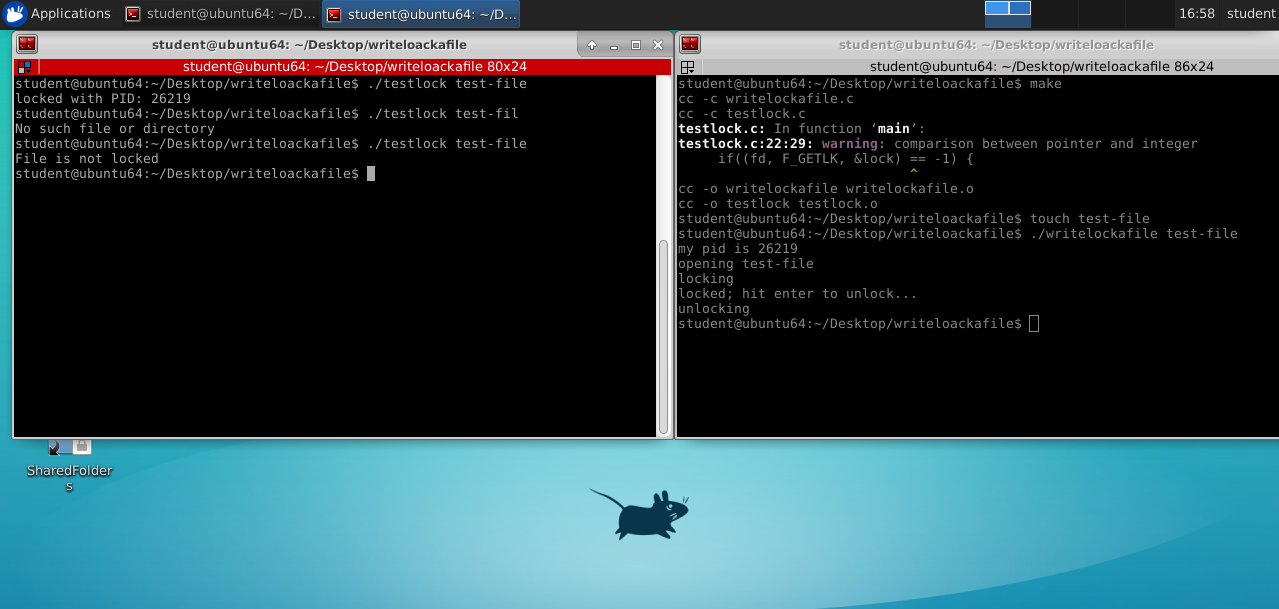 Applications
student@ubuntu64: ~/D...
student@ubuntu64: ~/D...
16:58
student
student@ubuntu64: ~/Desktop/writeloackafile
student@ubuntu64: ~/Desktop/writeloackafile 80x24
student@ubuntu64:~/Desktop/writeloackafile$ ./testlock test-file
locked with PID: 26219
student@ubuntu64:~/Desktop/writeloackafile$ ./testlock test-fil
No such file or directory
student@ubuntu64:~/Desktop/writeloackafile$ ./testlock test-file
File is not locked
student@ubuntu64:~/Desktop/writeloackafile$
student@ubuntu64: ~/Desktop/writeloackafile
student@ubuntu64: ~/Desktop/writeloackafile 86x24
student@ubuntu64:~/Desktop/writeloackafile$ make
cc -c writelockafile.c
cc -c testlock.c
testlock.c: In function ‘main’:
testlock.c:22:29: warning: comparison between pointer and integer
if((fd, F_GETLK, &lock) == -1) {
^
cc -o writelockafile writelockafile.o
cc -o testlock testlock.o
student@ubuntu64:~/Desktop/writeloackafile$ touch test-file
student@ubuntu64:~/Desktop/writeloackafile$ ./writelockafile test-file
my pid is 26219
opening test-file
locking
locked; hit enter to unlock...
unlocking
student@ubuntu64:~/Desktop/writeloackafile$
SharedFolder
s